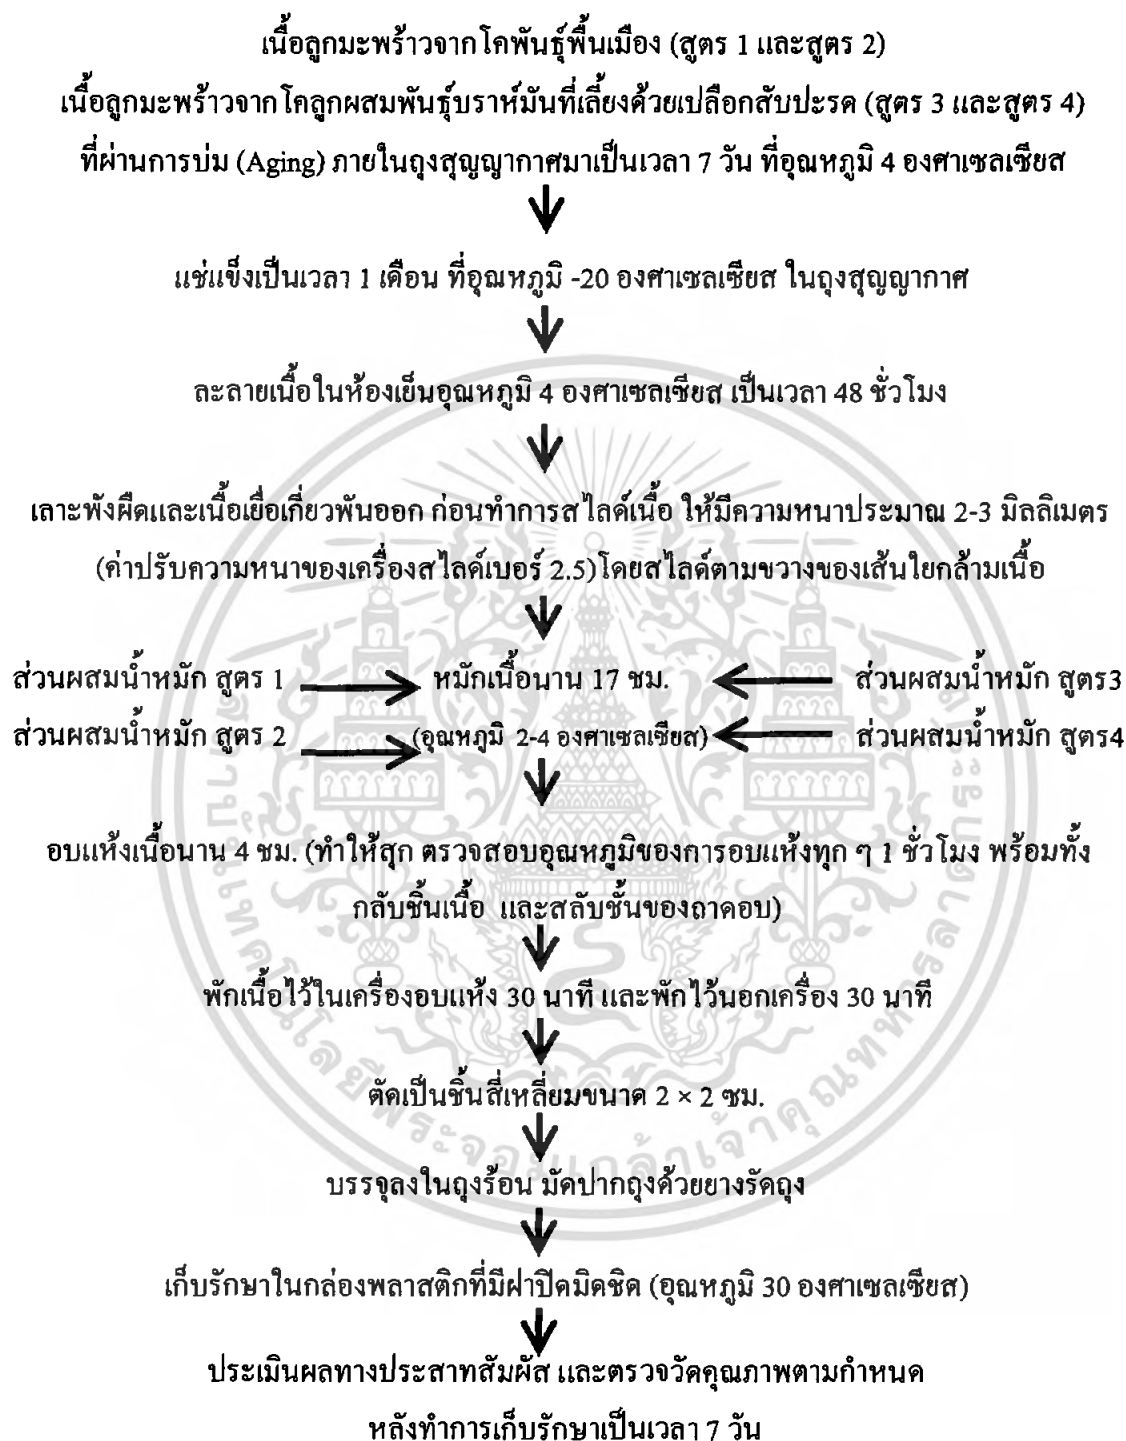 เนื้อลูกมะพร้าวจากโคพันธุ์พื้นเมือง (สูตร 1 และสูตร 2)
เนื้อลูกมะพร้าวจากโคลูกผสมพันธุ์บราห์มันที่เลี้ยงด้วยเปลือกสับปะรด (สูตร 3 และสูตร 4)
ที่ผ่านการบ่ม (Aging) ภายในถุงสุญญากาศมาเป็นเวลา 7 วัน ที่อุณหภูมิ 4 องศาเซลเซียส
แช่แข็งเป็นเวลา 1 เดือน ที่อุณหภูมิ -20 องศาเซลเซียส ในถุงสุญญากาศ
ละลายเนื้อในห้องเย็นอุณหภูมิ 4 องศาเซลเซียส เป็นเวลา 48 ชั่วโมง
เลาะพังผืดและเนื้อเยื่อเกี่ยวพันออก ก่อนทำการสไลด์เนื้อ ให้มีความหนาประมาณ 2-3 มิลลิเมตร
(ค่าปรับความหนาของเครื่องสไลด์เบอร์ 2.5)โดยสไลด์ตามขวางของเส้นใยกล้ามเนื้อ
ส่วนผสมน้ำหมัก สูตร 1 หมักเนื้อนาน 17 ชม. ส่วนผสมน้ำหมัก สูตร3
ส่วนผสมน้ำหมัก สูตร 2 (อุณหภูมิ 2-4 องศาเซลเซียส) ส่วนผสมน้ำหมัก สูตร4
อบแห้งเนื้อนาน 4 ชม. (ทำให้สุก ตรวจสอบอุณหภูมิของการอบแห้งทุก ๆ 1 ชั่วโมง พร้อมทั้ง
กลับชิ้นเนื้อ และสลับชั้นของถาดอบ)
พักเนื้อไว้ในเครื่องอบแห้ง 30 นาที และพักไว้นอกเครื่อง 30 นาที
ตัดเป็นชิ้นสี่เหลี่ยมขนาด 2 × 2 ซม.
บรรจุลงในถุงร้อน มัดปากถุงด้วยยางรัดถุง
เก็บรักษาในกล่องพลาสติกที่มีฝาปิดมิดชิด (อุณหภูมิ 30 องศาเซลเซียส)
ประเมินผลทางประสาทสัมผัส และตรวจวัดคุณภาพตามกำหนด
หลังทำการเก็บรักษาเป็นเวลา 7 วัน